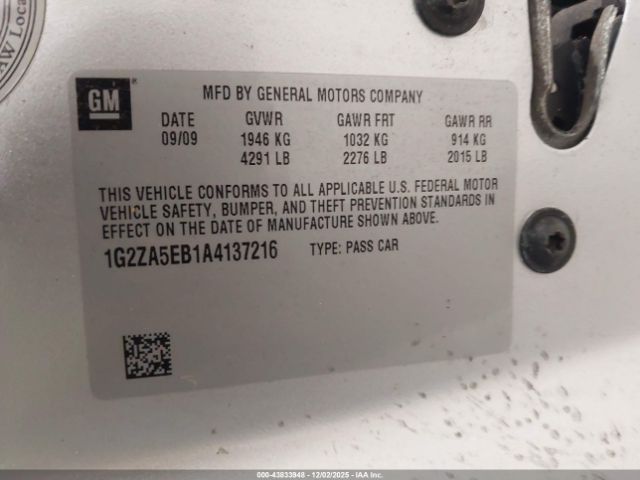 AW Loca
GM
MFD BY GENERAL MOTORS COMPANY
DATE GVWR GAWR FRT GAWR RR
09/09 1946 KG 1032 KG 914 KG
4291 LB 2276 LB 2015 LB
THIS VEHICLE CONFORMS TO ALL APPLICABLE U.S. FEDERAL MOTOR
VEHICLE SAFETY, BUMPER, AND THEFT PREVENTION STANDARDS IN
EFFECT ON THE DATE OF MANUFACTURE SHOWN ABOVE.
1G2ZA5EB1A4137216 TYPE: PASS CAR
000-43833948 - 12/02/2025 - IAAI, Inc.